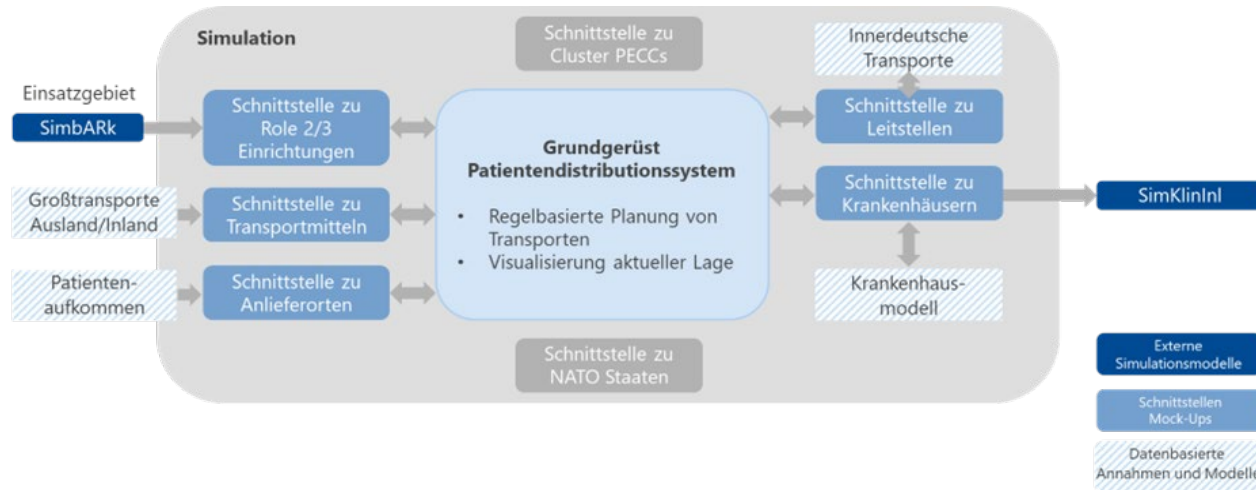 Simulation
Schnittstelle zu
Cluster PECCs
Innerdeutsche
Transporte
Einsatzgebiet
SimbARk
Schnittstelle zu
Role 2/3
Einrichtungen
Schnittstelle zu
Leitstellen
Grundgerüst
Patientendistributionssystem
• Regelbasierte Planung von
Transporten
• Visualisierung aktueller Lage
Großtransporte
Ausland/Inland
Schnittstelle zu
Transportmitteln
Schnittstelle zu
Krankenhäusern
SimKlinInl
Patienten-
aufkommen
Schnittstelle zu
Anlieferorten
Krankenhaus-
modell
Schnittstelle zu
NATO Staaten
Externe
Simulationsmodelle
Schnittstellen
Mock-Ups
Datenbasierte
Annahmen und Modelle